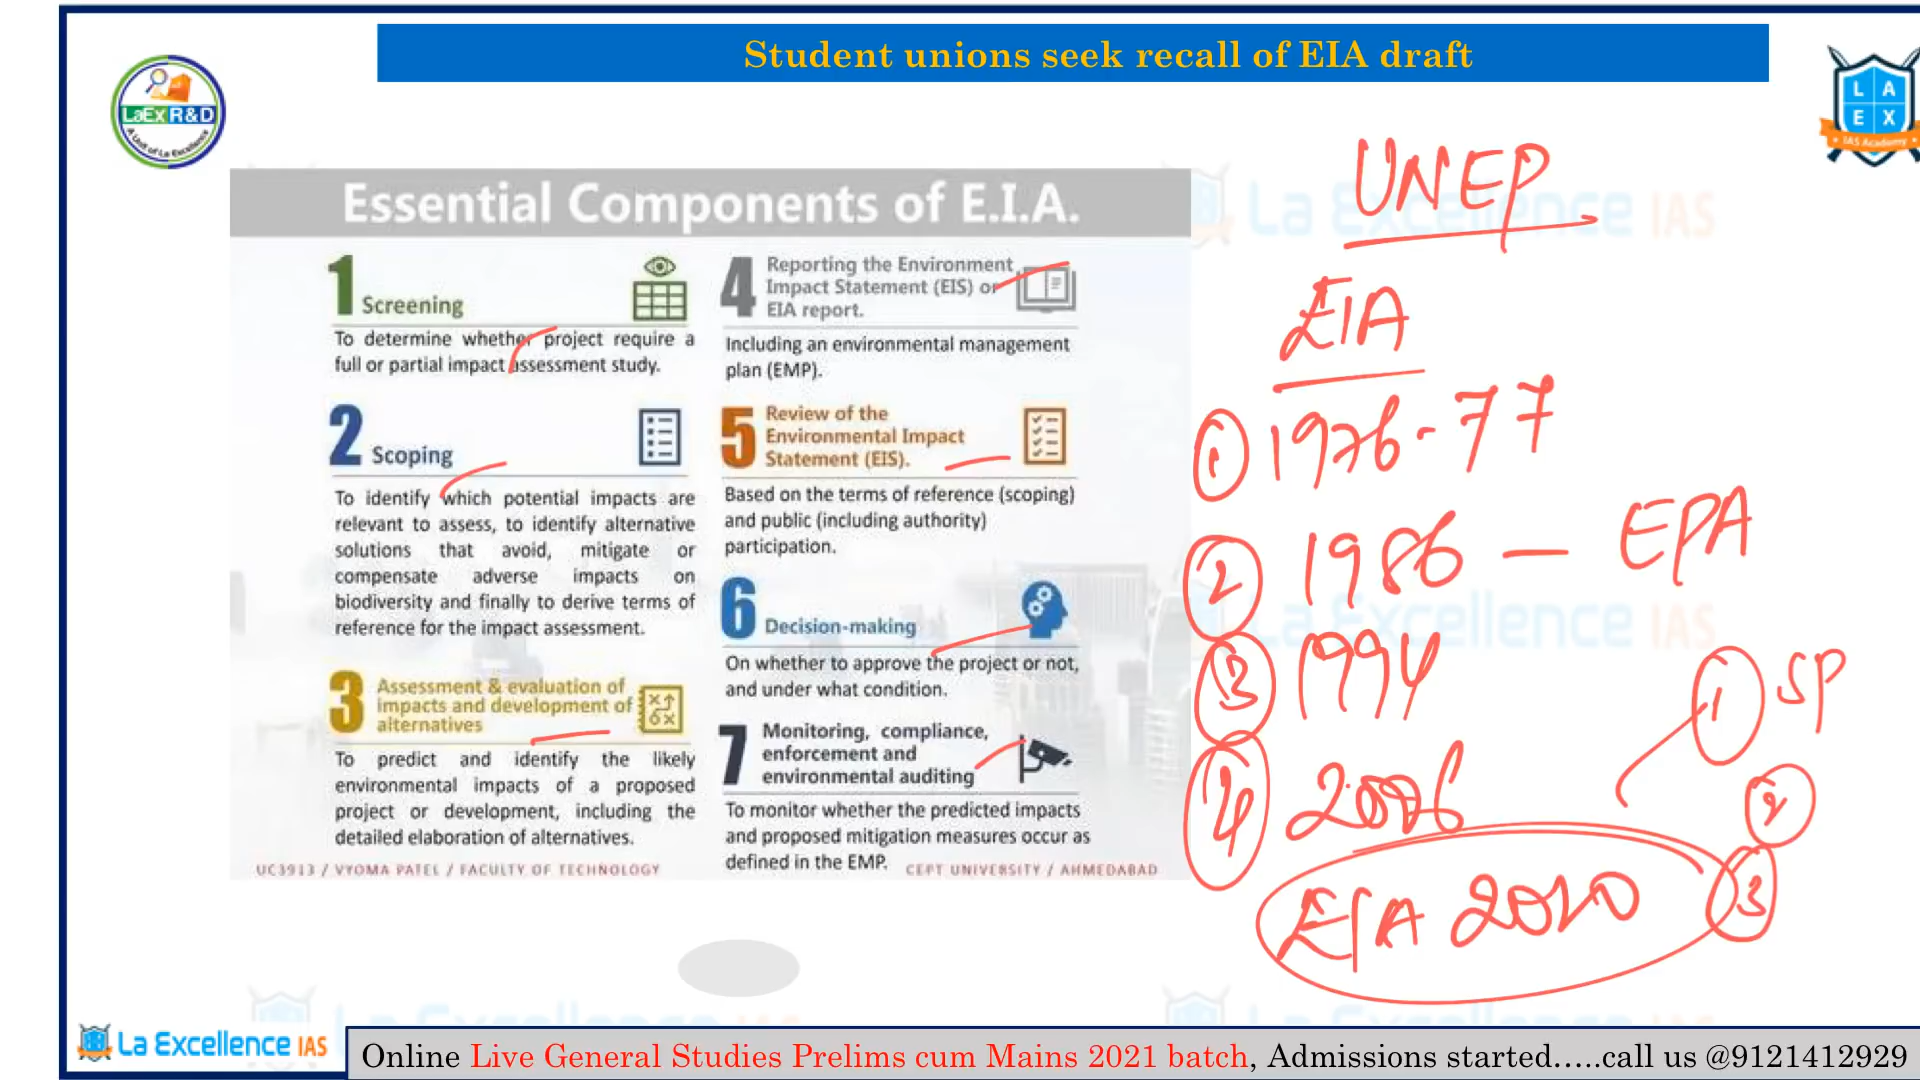 Student unions seek recall of EIA draft
LaEx R&D
A Unit of La Excellence
L A
E X
IAS Academy
Essential Components of E.I.A.
1 Screening
To determine whether project require a
full or partial impact assessment study.
2 Scoping
To identify which potential impacts are
relevant to assess, to identify alternative
solutions that avoid, mitigate or
compensate adverse impacts on
biodiversity and finally to derive terms of
reference for the impact assessment.
3 Assessment & evaluation of
impacts and development of
alternatives
To predict and identify the likely
environmental impacts of a proposed
project or development, including the
detailed elaboration of alternatives.
4 Reporting the Environment
Impact Statement (EIS) or
EIA report.
Including an environmental management
plan (EMP).
5 Review of the
Environmental Impact
Statement (EIS).
Based on the terms of reference (scoping)
and public (including authority)
participation.
6 Decision-making
On whether to approve the project or not,
and under what condition.
7 Monitoring, compliance,
enforcement and
environmental auditing
To monitor whether the predicted impacts
and proposed mitigation measures occur as
defined in the EMP.
UC3913 / VYOMA PATEL / FACULTY OF TECHNOLOGY
CEPT UNIVERSITY / AHMEDABAD
La Excellence IAS
La Excellence IAS
UNEP
EIA
1 1976-77
2 1986 — EPA
3 1994
4 2006
EIA 2020
1 SP
2
3
La Excellence IAS
Online Live General Studies Prelims cum Mains 2021 batch, Admissions started.....call us @9121412929